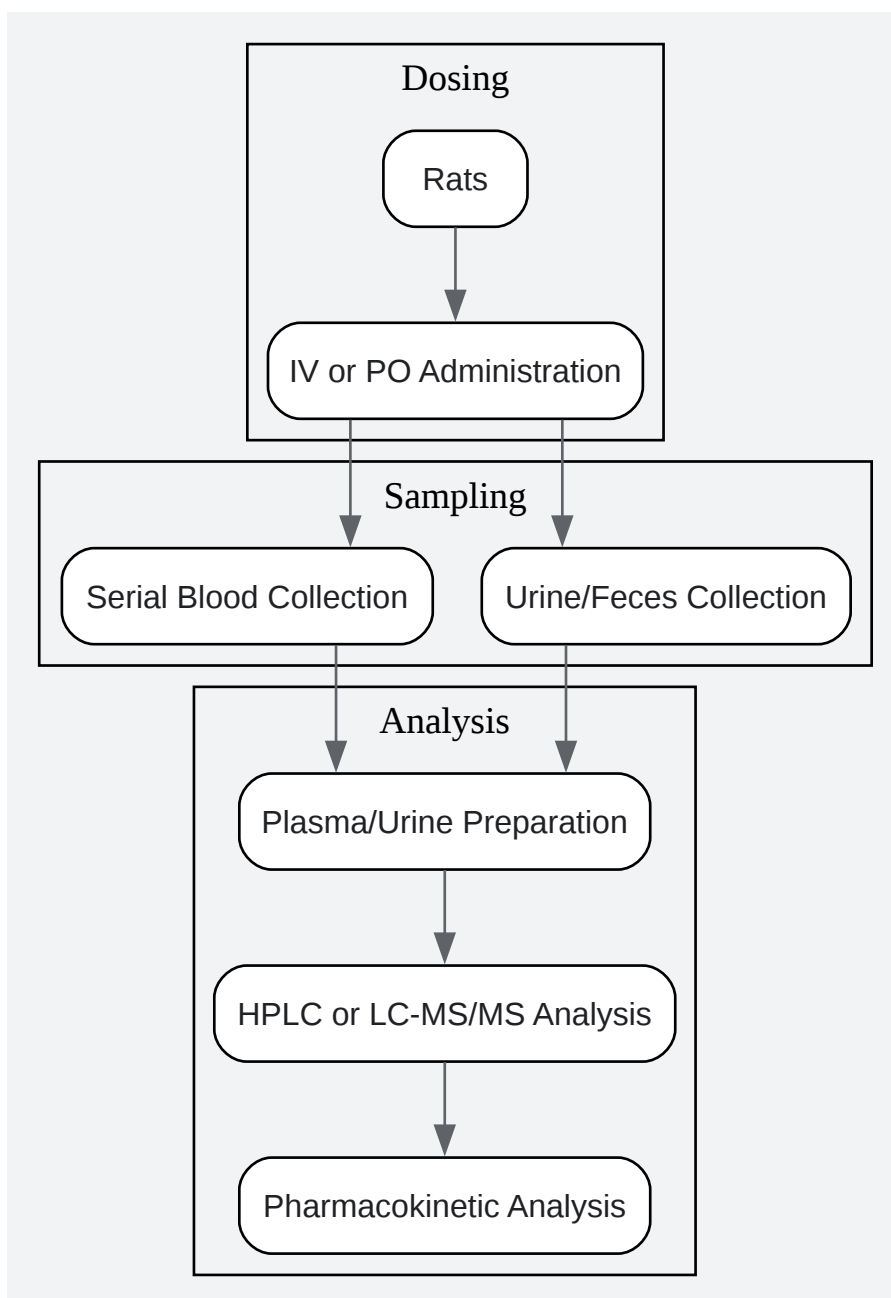 Dosing
Rats
IV or PO Administration
Sampling
Serial Blood Collection
Urine/Feces Collection
Analysis
Plasma/Urine Preparation
HPLC or LC-MS/MS Analysis
Pharmacokinetic Analysis